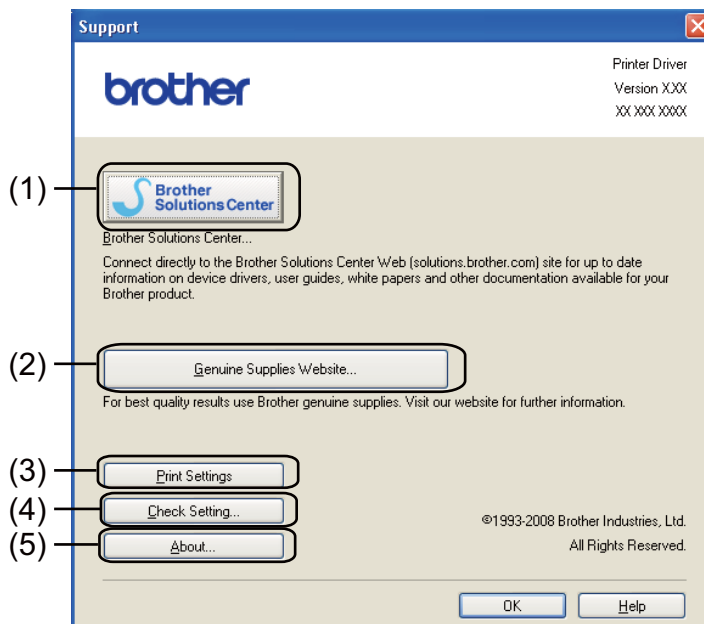 Support
brother
Printer Driver
Version X.XX
XX XXX XXXX
(1)
Brother
Solutions Center
Brother Solutions Center...
Connect directly to the Brother Solutions Center Web (solutions.brother.com) site for up to date
information on device drivers, user guides, white papers and other documentation available for your
Brother product.
(2)
Genuine Supplies Website...
For best quality results use Brother genuine supplies. Visit our website for further information.
(3)
Print Settings
(4)
Check Setting...
(5)
About...
©1993-2008 Brother Industries, Ltd.
All Rights Reserved.
OK
Help